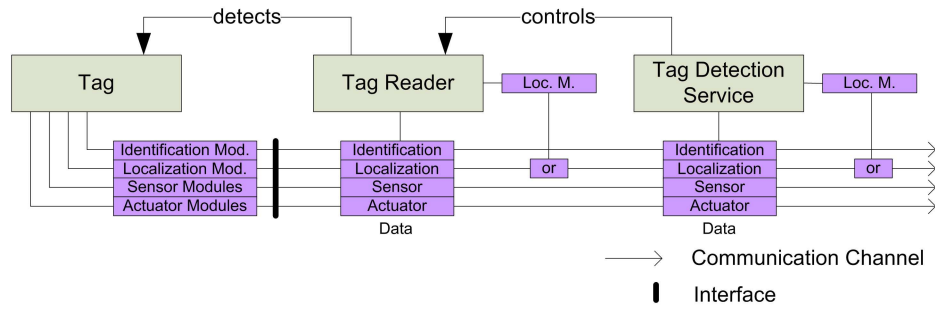 detects
controls
Tag
Tag Reader
Loc. M.
Tag Detection
Service
Loc. M.
Identification Mod.
Localization Mod.
Sensor Modules
Actuator Modules
Identification
Localization
Sensor
Actuator
Data
or
Identification
Localization
Sensor
Actuator
Data
or
Communication Channel
Interface